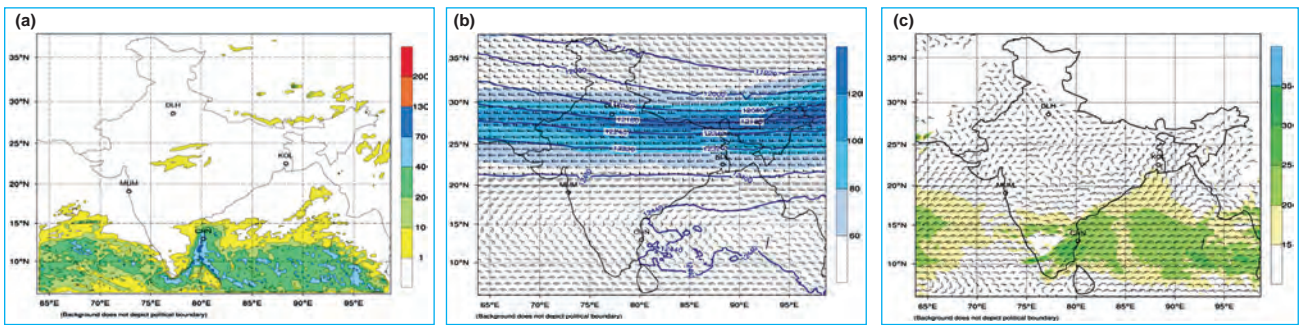 (a)
35°N
30°N
25°N
20°N
15°N
10°N
65°E
70°E
75°E
80°E
85°E
90°E
95°E
DLH
KOL
MUM
CHN
200
130
70
40
20
10
1
(Background does not depict political boundary)
(b)
35°N
30°N
25°N
20°N
15°N
10°N
65°E
70°E
75°E
80°E
85°E
90°E
95°E
DLH
MUM
120
100
80
60
(Background does not depict political boundary)
(c)
35°N
30°N
25°N
20°N
15°N
10°N
65°E
70°E
75°E
80°E
85°E
90°E
95°E
DLH
KOL
MUM
35
30
25
20
15
(Background does not depict political boundary)